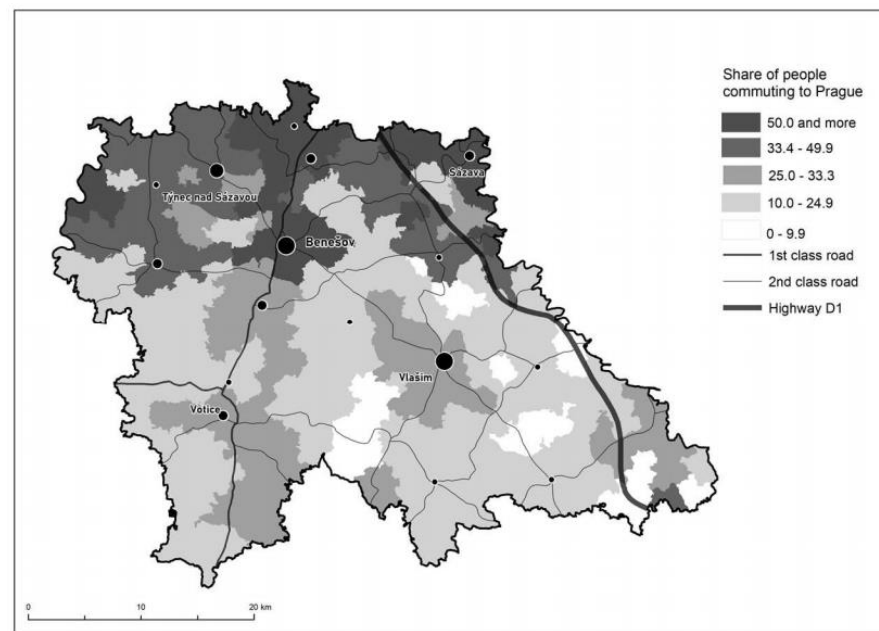 Share of people
commuting to Prague
50.0 and more
33.4 - 49.9
25.0 - 33.3
10.0 - 24.9
0 - 9.9
1st class road
2nd class road
Highway D1
Sázava
Týnec nad Sázavou
Benešov
Vlašim
Votice
0 10 20 km